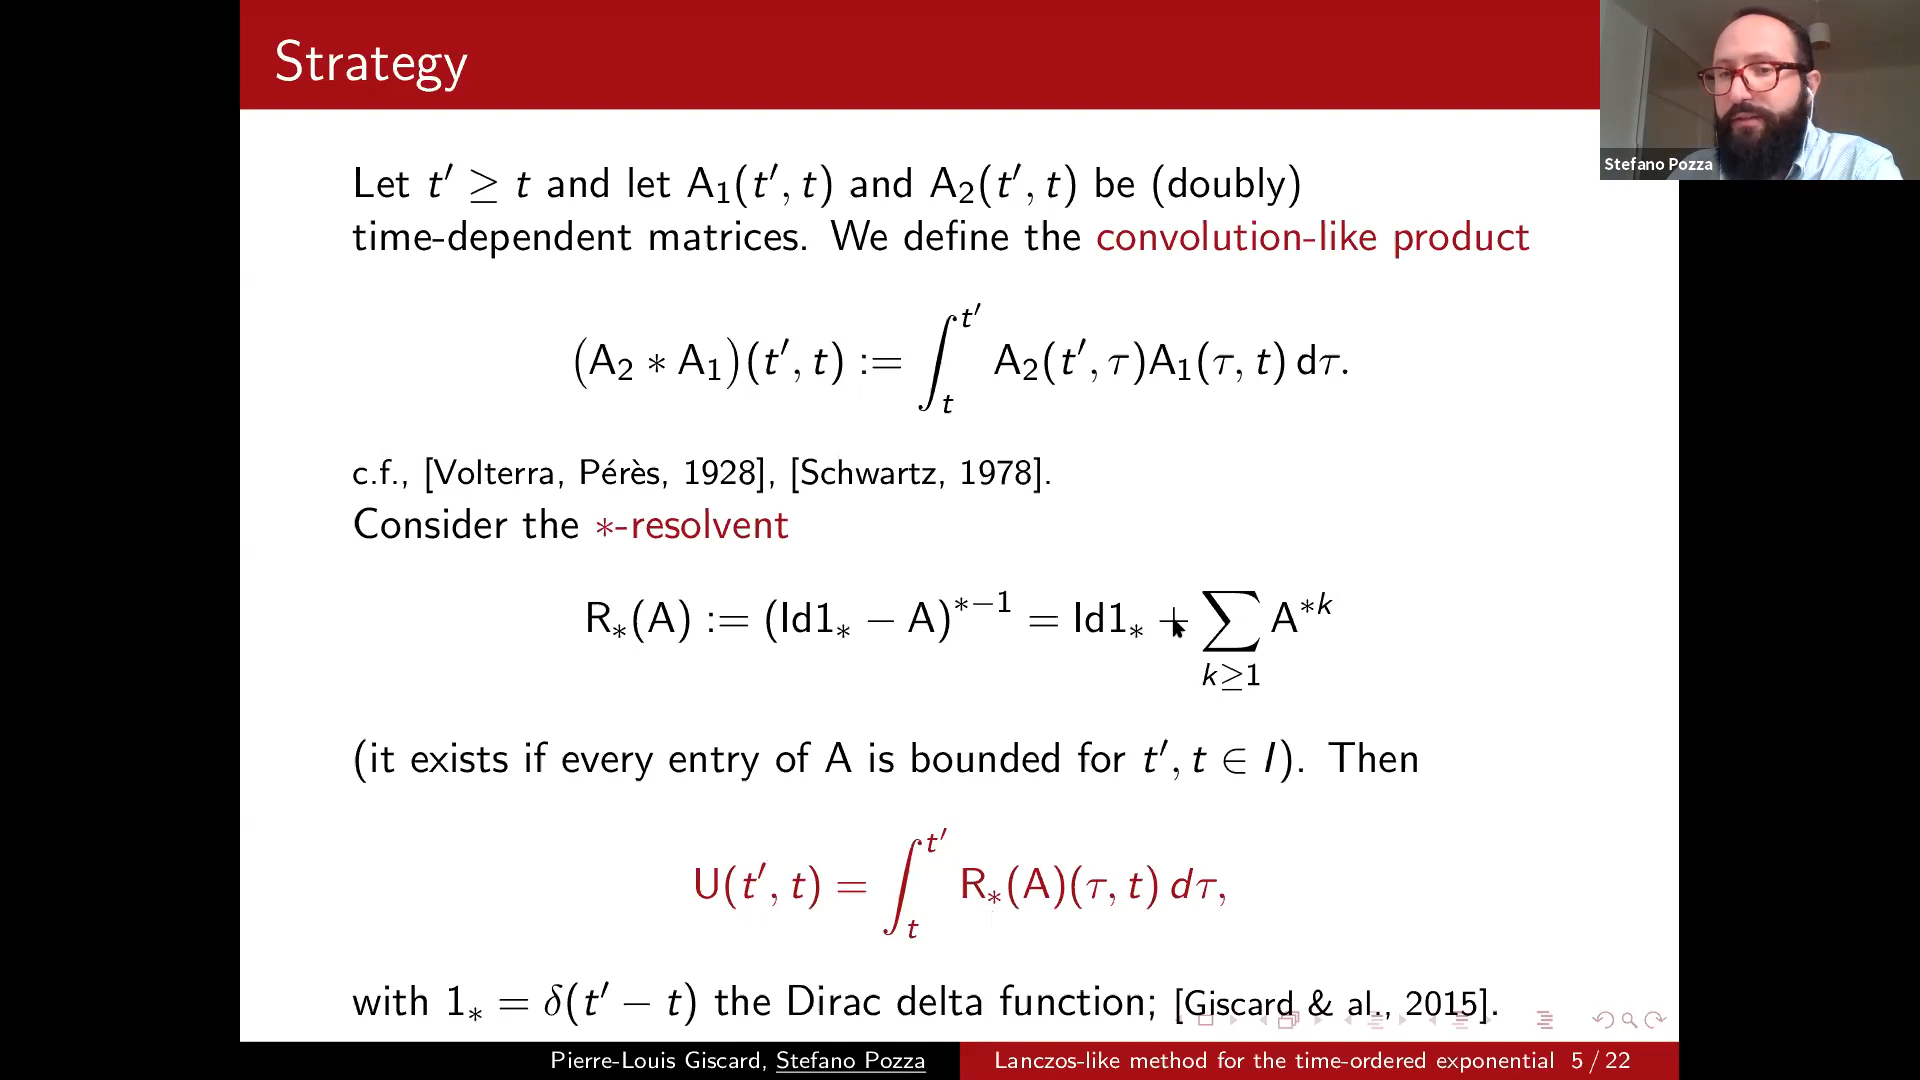 Strategy
Stefano Pozza
Let t′ ≥ t and let A₁(t′, t) and A₂(t′, t) be (doubly)
time-dependent matrices. We define the convolution-like product
(A₂ ∗ A₁)(t′, t) := ∫ₜ^t′ A₂(t′, τ)A₁(τ, t) dτ.
c.f., [Volterra, Pérès, 1928], [Schwartz, 1978].
Consider the ∗-resolvent
R∗(A) := (Id1∗ − A)^∗−1 = Id1∗ + ∑_k≥1 A^∗k
(it exists if every entry of A is bounded for t′, t ∈ I). Then
U(t′, t) = ∫ₜ^t′ R∗(A)(τ, t) dτ,
with 1∗ = δ(t′ − t) the Dirac delta function; [Giscard & al., 2015].
Pierre-Louis Giscard, Stefano Pozza
Lanczos-like method for the time-ordered exponential 5 / 22